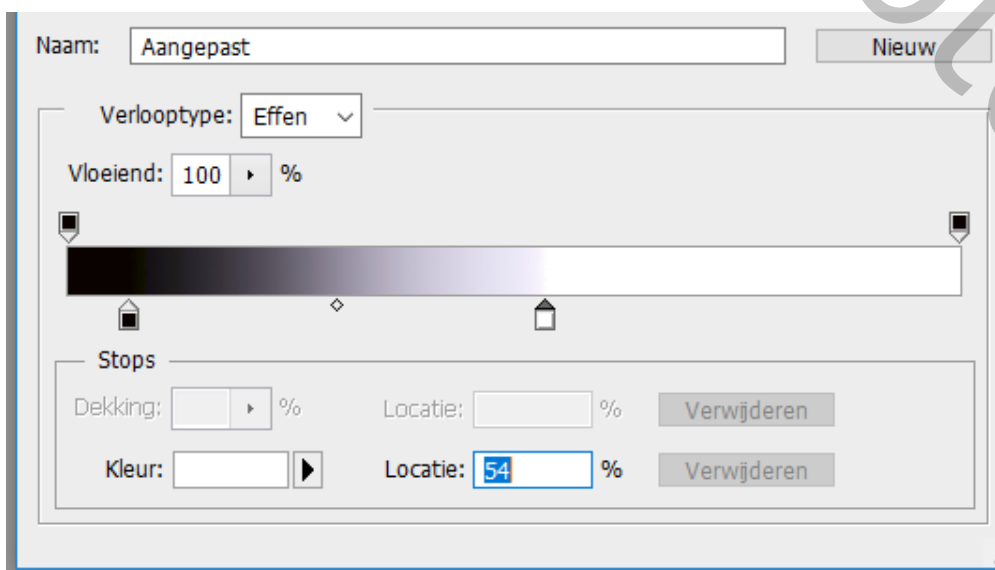 Naam: Aangepast Nieuw
Verlooptype: Effen
Vloeiend: 100 %
Stops
Dekking: % Locatie: % Verwijderen
Kleur: Locatie: 54 % Verwijderen